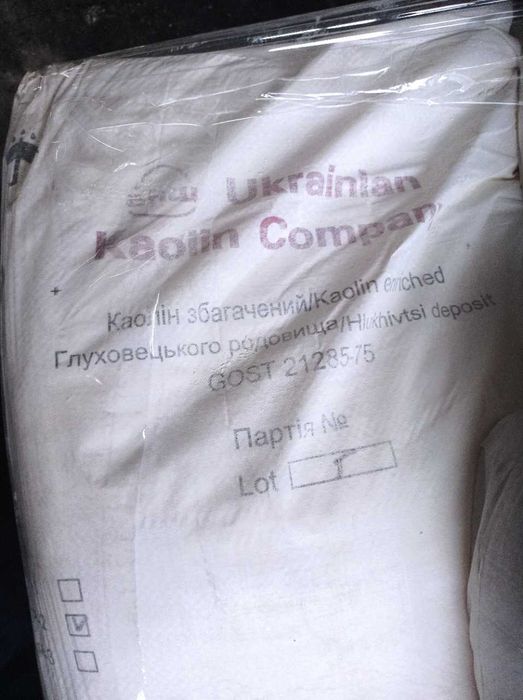 Ukrainian
Kaolin Company
Каолін збагачений/Kaolin enriched
Глуховецького родовища/Hlukhivtsi deposit
GOST 21285-75
Партія №
Lot 1